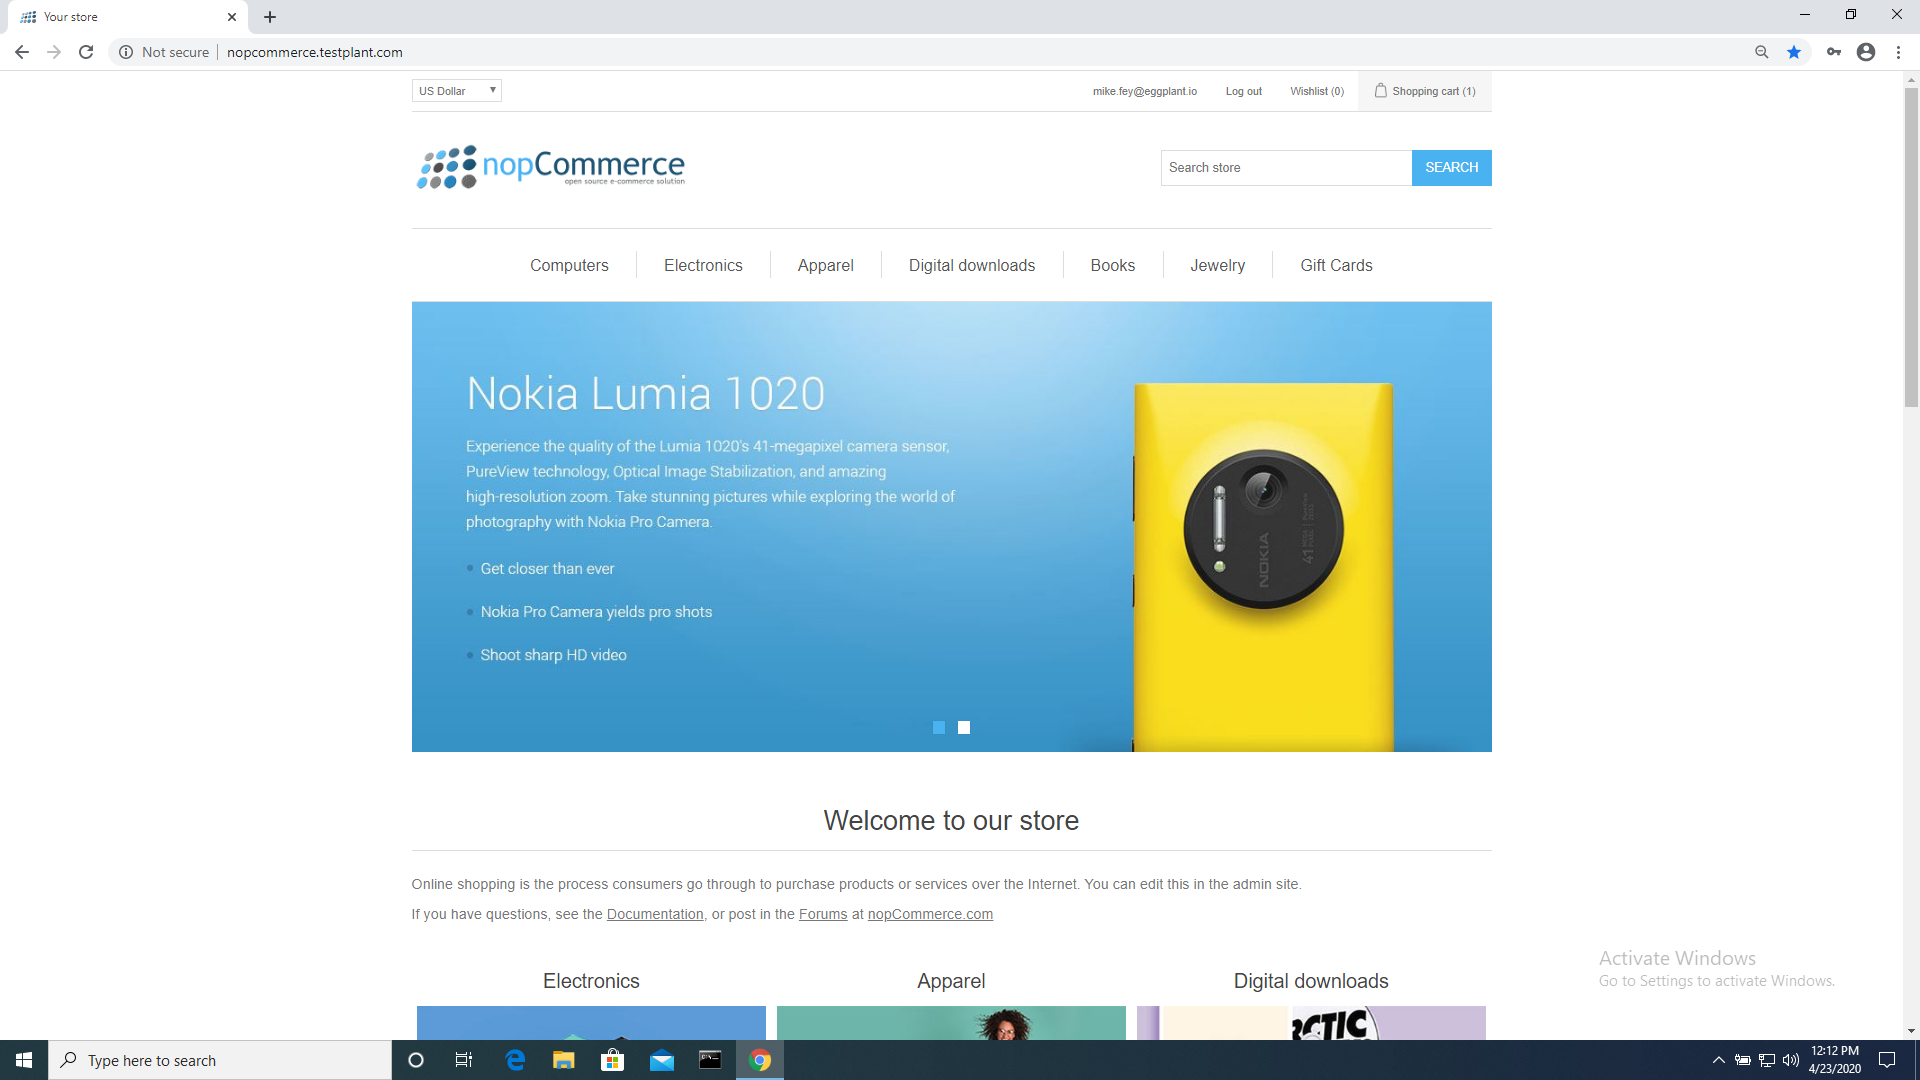 Your store
Not secure
nopcommerce.testplant.com
US Dollar
mike.fey@eggplant.io
Log out
Wishlist (0)
Shopping cart (1)
nopCommerce
open source e-commerce solution
Search store
SEARCH
Computers
Electronics
Apparel
Digital downloads
Books
Jewelry
Gift Cards
Nokia Lumia 1020
Experience the quality of the Lumia 1020's 41-megapixel camera sensor,
PureView technology, Optical Image Stabilization, and amazing
high-resolution zoom. Take stunning pictures while exploring the world of
photography with Nokia Pro Camera.
Get closer than ever
Nokia Pro Camera yields pro shots
Shoot sharp HD video
NOKIA
Welcome to our store
Online shopping is the process consumers go through to purchase products or services over the Internet. You can edit this in the admin site.
If you have questions, see the Documentation, or post in the Forums at nopCommerce.com
Activate Windows
Go to Settings to activate Windows.
Electronics
Apparel
Digital downloads
Type here to search
12:12 PM
4/23/2020